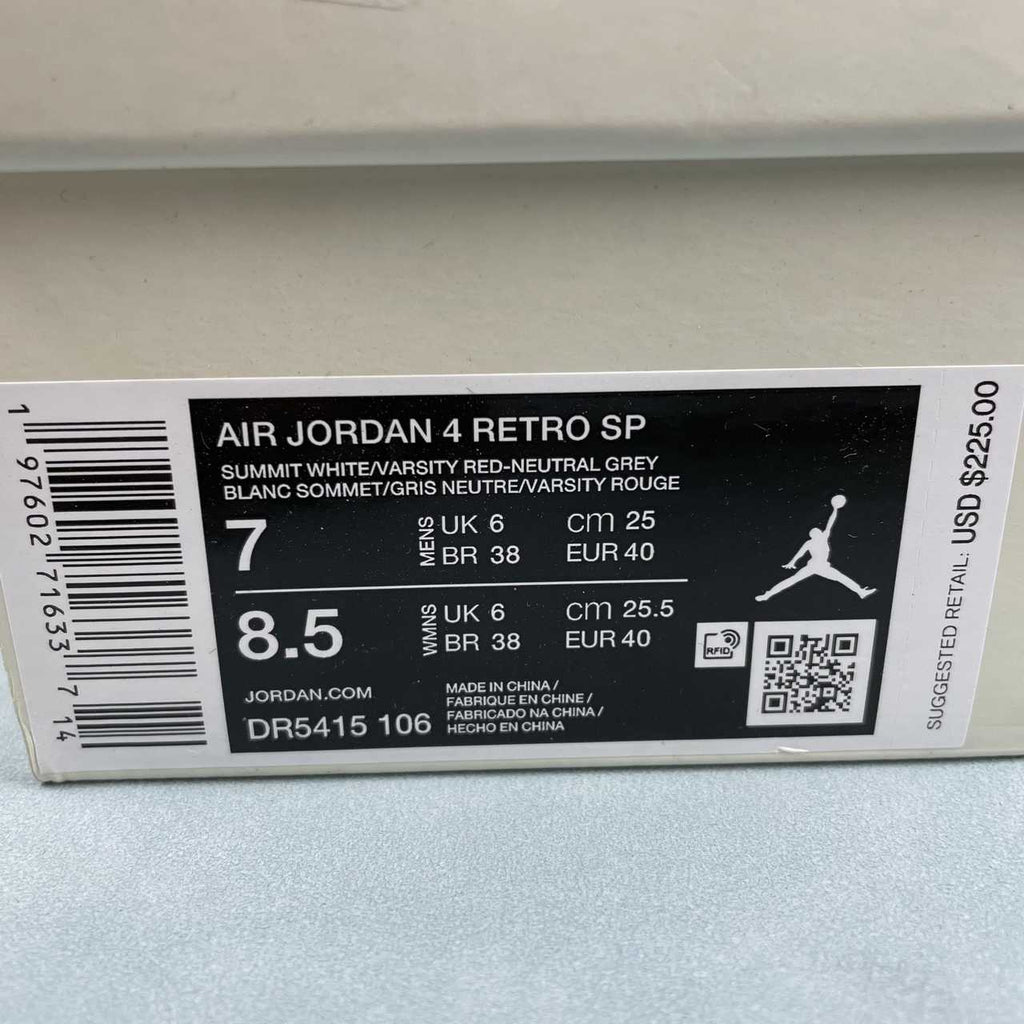 AIR JORDAN 4 RETRO SP
SUMMIT WHITE/VARSITY RED-NEUTRAL GREY
BLANC SOMMET/GRIS NEUTRE/VARSITY ROUGE
7 MENS UK 6 cm 25
BR 38 EUR 40
8.5 WMNS UK 6 cm 25.5
BR 38 EUR 40
RFID
JORDAN.COM
DR5415 106
MADE IN CHINA /
FABRIQUE EN CHINE /
FABRICADO NA CHINA /
HECHO EN CHINA
1 97602 71633 7 14
SUGGESTED RETAIL: USD $225.00